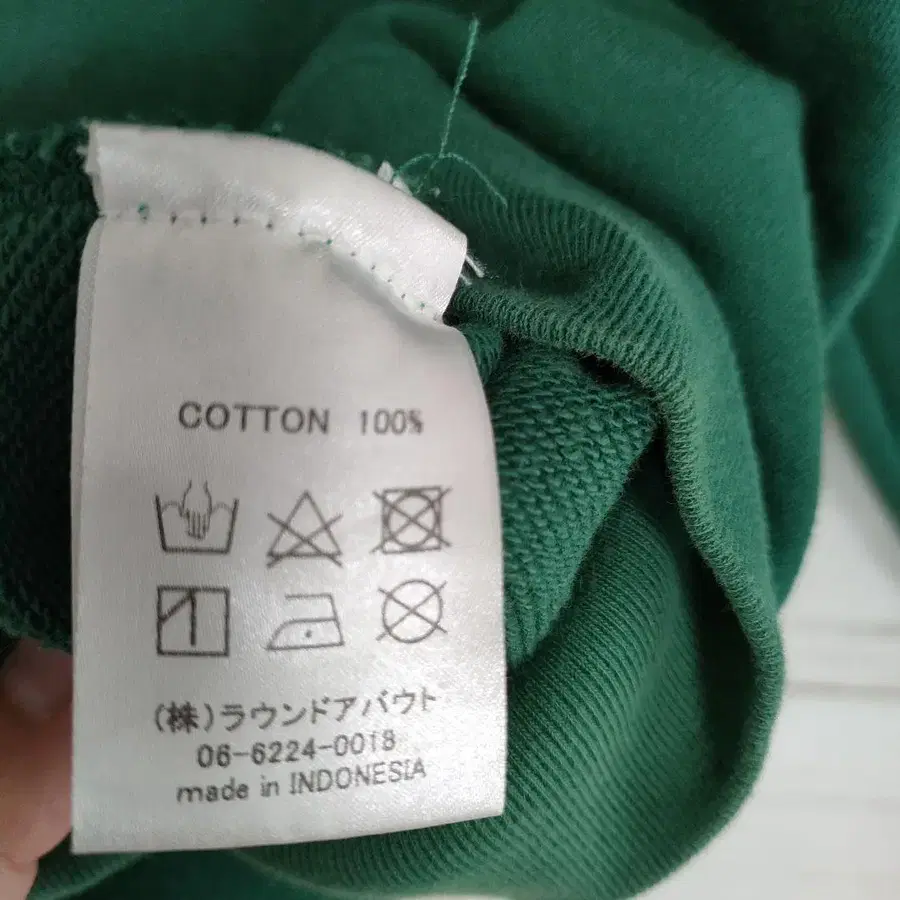 COTTON 100%
(株)ラウンドアバウト
06-6224-0018
made in INDONESIA